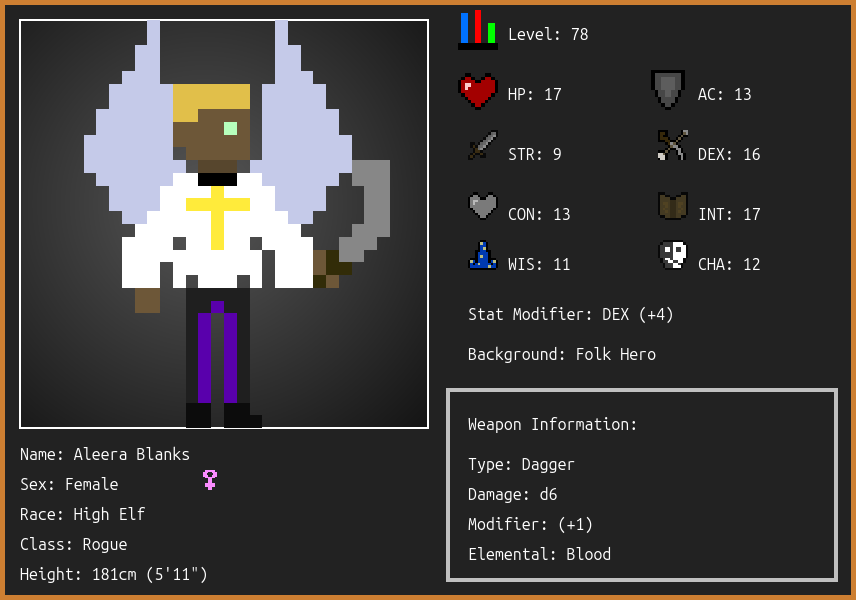 Level: 78
HP: 17
AC: 13
STR: 9
DEX: 16
CON: 13
INT: 17
WIS: 11
CHA: 12
Stat Modifier: DEX (+4)
Background: Folk Hero
Weapon Information:
Type: Dagger
Damage: d6
Modifier: (+1)
Elemental: Blood
Name: Aleera Blanks
Sex: Female
Race: High Elf
Class: Rogue
Height: 181cm (5'11")